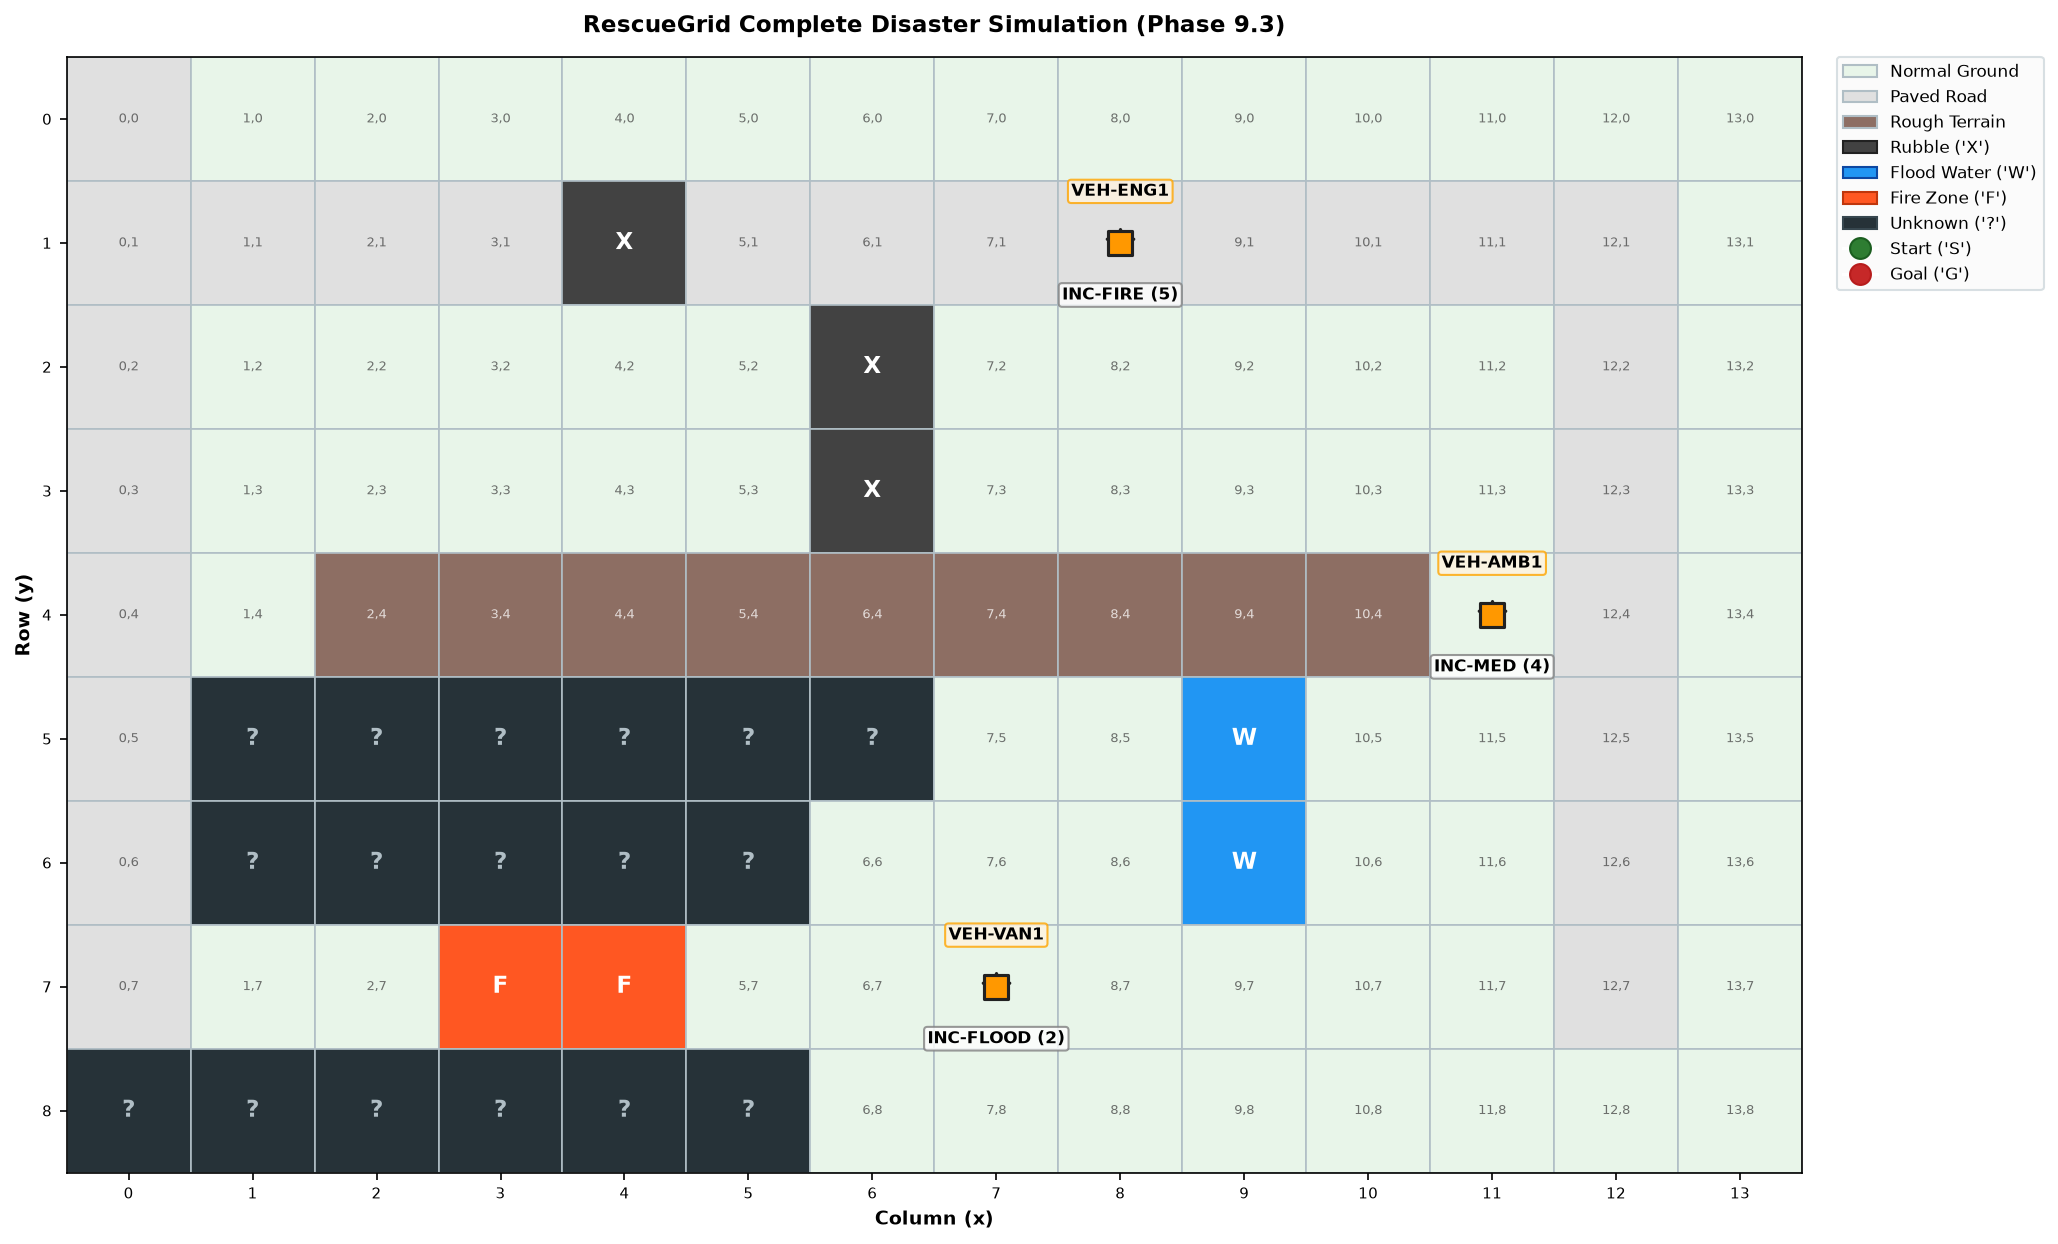 RescueGrid Complete Disaster Simulation (Phase 9.3)
0,0 1,0 2,0 3,0 4,0 5,0 6,0 7,0 8,0 9,0 10,0 11,0 12,0 13,0
VEH-ENG1
0,1 1,1 2,1 3,1 X 5,1 6,1 7,1 9,1 10,1 11,1 12,1 13,1
INC-FIRE (5)
0,2 1,2 2,2 3,2 4,2 5,2 X 7,2 8,2 9,2 10,2 11,2 12,2 13,2
0,3 1,3 2,3 3,3 4,3 5,3 X 7,3 8,3 9,3 10,3 11,3 12,3 13,3
VEH-AMB1
0,4 1,4 2,4 3,4 4,4 5,4 6,4 7,4 8,4 9,4 10,4 12,4 13,4
INC-MED (4)
0,5 ? ? ? ? ? ? 7,5 8,5 W 10,5 11,5 12,5 13,5
0,6 ? ? ? ? ? 6,6 7,6 8,6 W 10,6 11,6 12,6 13,6
VEH-VAN1
0,7 1,7 2,7 F F 5,7 6,7 8,7 9,7 10,7 11,7 12,7 13,7
INC-FLOOD (2)
? ? ? ? ? ? 6,8 7,8 8,8 9,8 10,8 11,8 12,8 13,8
Row (y)
0
1
2
3
4
5
6
7
8
0 1 2 3 4 5 6 7 8 9 10 11 12 13
Column (x)
Normal Ground
Paved Road
Rough Terrain
Rubble ('X')
Flood Water ('W')
Fire Zone ('F')
Unknown ('?')
Start ('S')
Goal ('G')